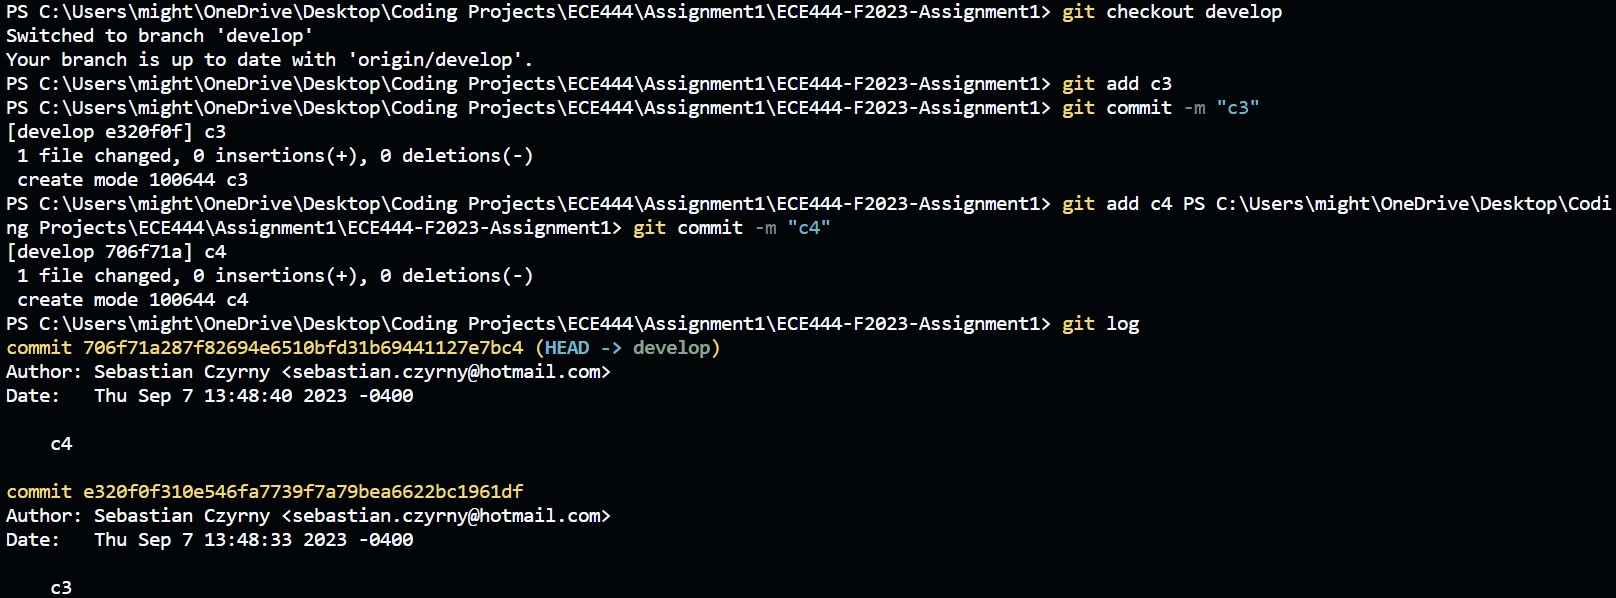 PS C:\Users\might\OneDrive\Desktop\Coding Projects\ECE444\Assignment1\ECE444-F2023-Assignment1> git checkout develop
Switched to branch 'develop'
Your branch is up to date with 'origin/develop'.
PS C:\Users\might\OneDrive\Desktop\Coding Projects\ECE444\Assignment1\ECE444-F2023-Assignment1> git add c3
PS C:\Users\might\OneDrive\Desktop\Coding Projects\ECE444\Assignment1\ECE444-F2023-Assignment1> git commit -m "c3"
[develop e320f0f] c3
 1 file changed, 0 insertions(+), 0 deletions(-)
 create mode 100644 c3
PS C:\Users\might\OneDrive\Desktop\Coding Projects\ECE444\Assignment1\ECE444-F2023-Assignment1> git add c4 PS C:\Users\might\OneDrive\Desktop\Codi
ng Projects\ECE444\Assignment1\ECE444-F2023-Assignment1> git commit -m "c4"
[develop 706f71a] c4
 1 file changed, 0 insertions(+), 0 deletions(-)
 create mode 100644 c4
PS C:\Users\might\OneDrive\Desktop\Coding Projects\ECE444\Assignment1\ECE444-F2023-Assignment1> git log
commit 706f71a287f82694e6510bfd31b69441127e7bc4 (HEAD -> develop)
Author: Sebastian Czyrny <sebastian.czyrny@hotmail.com>
Date:   Thu Sep 7 13:48:40 2023 -0400

    c4

commit e320f0f310e546fa7739f7a79bea6622bc1961df
Author: Sebastian Czyrny <sebastian.czyrny@hotmail.com>
Date:   Thu Sep 7 13:48:33 2023 -0400

    c3